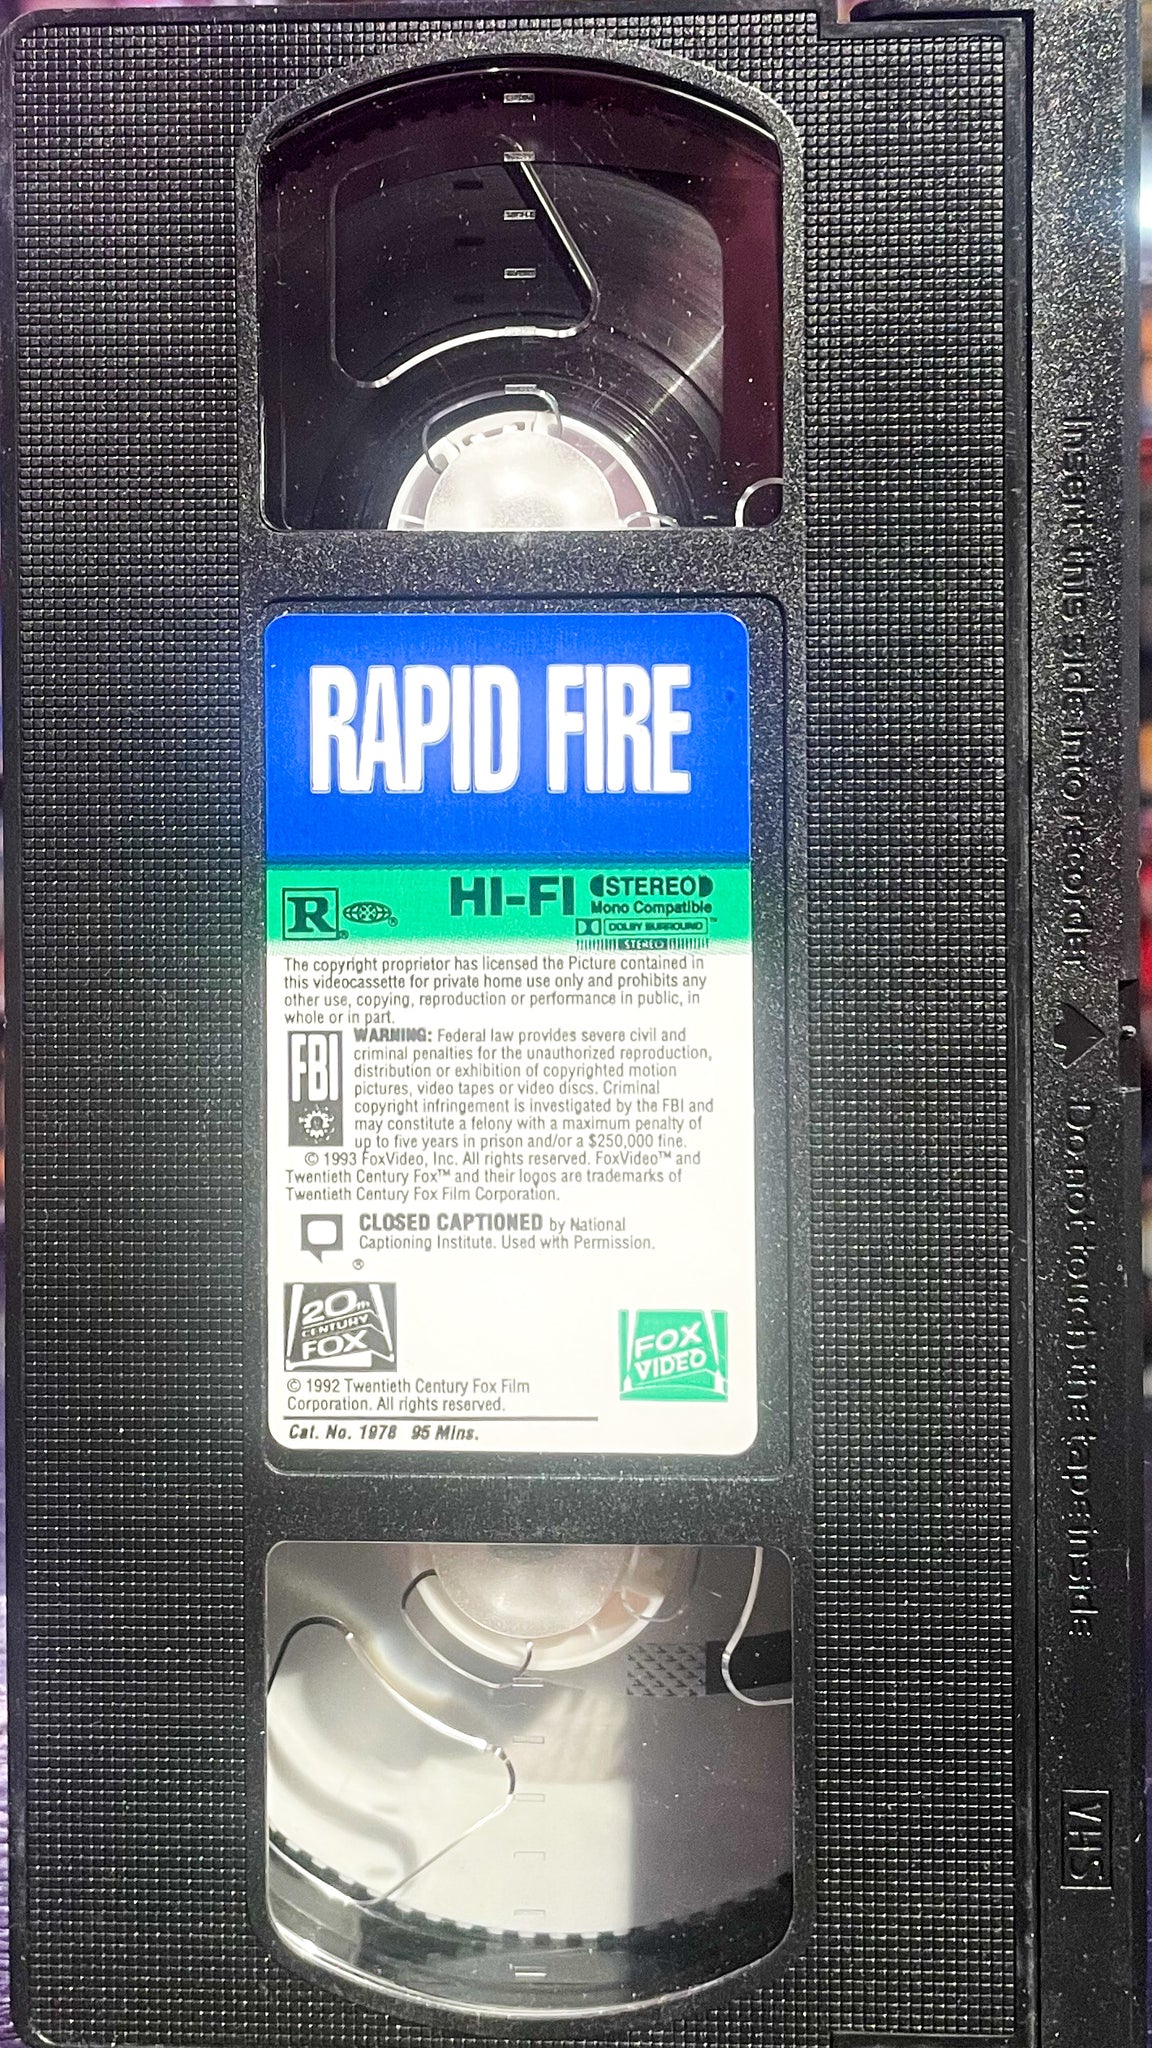 RAPID FIRE
R ®
®
HI-FI STEREO
Mono Compatible
DOLBY SURROUND ™
STEREO
The copyright proprietor has licensed the Picture contained in
this videocassette for private home use only and prohibits any
other use, copying, reproduction or performance in public, in
whole or in part.
FBI
WARNING: Federal law provides severe civil and
criminal penalties for the unauthorized reproduction,
distribution or exhibition of copyrighted motion
pictures, video tapes or video discs. Criminal
copyright infringement is investigated by the FBI and
may constitute a felony with a maximum penalty of
up to five years in prison and/or a $250,000 fine.
© 1993 FoxVideo, Inc. All rights reserved. FoxVideo™ and
Twentieth Century Fox™ and their logos are trademarks of
Twentieth Century Fox Film Corporation.
CLOSED CAPTIONED by National
Captioning Institute. Used with Permission.
®
20TH
CENTURY
FOX
FOX
VIDEO
© 1992 Twentieth Century Fox Film
Corporation. All rights reserved.
Cat. No. 1978 95 Mins.
Insert this side into recorder Do not touch the tape inside
VHS